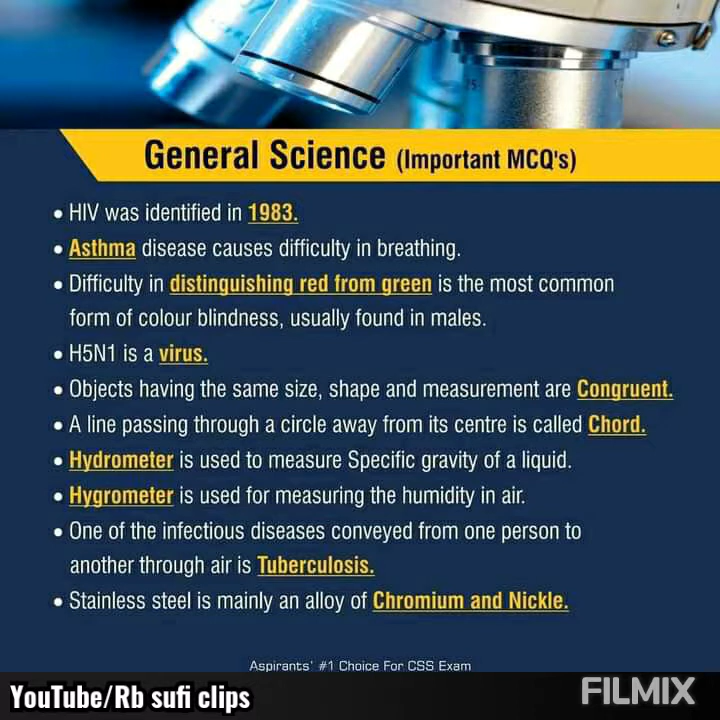 General Science (Important MCQ's)
• HIV was identified in 1983.
• Asthma disease causes difficulty in breathing.
• Difficulty in distinguishing red from green is the most common
form of colour blindness, usually found in males.
• H5N1 is a virus.
• Objects having the same size, shape and measurement are Congruent.
• A line passing through a circle away from its centre is called Chord.
• Hydrometer is used to measure Specific gravity of a liquid.
• Hygrometer is used for measuring the humidity in air.
• One of the infectious diseases conveyed from one person to
another through air is Tuberculosis.
• Stainless steel is mainly an alloy of Chromium and Nickle.
Aspirants' #1 Choice For CSS Exam
YouTube/Rb sufi clips
FILMIX